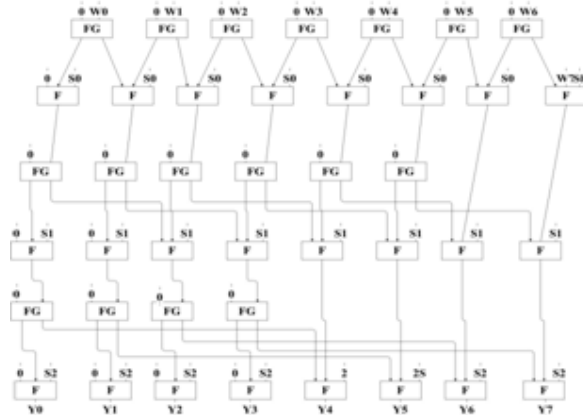 0 W0 0 W1 0 W2 0 W3 0 W4 0 W5 0 W6
FG FG FG FG FG FG FG
0 S0 S0 S0 S0 S0 S0 S0 W7S0
F F F F F F F F
0 0 0 0 0 0
FG FG FG FG FG FG
0 S1 0 S1 S1 S1 S1 S1 S1 S1
F F F F F F F F
0 0 0 0
FG FG FG FG
0 S2 0 S2 0 S2 0 S2 2 2S S2 S2
F F F F F F F F
Y0 Y1 Y2 Y3 Y4 Y5 Y6 Y7